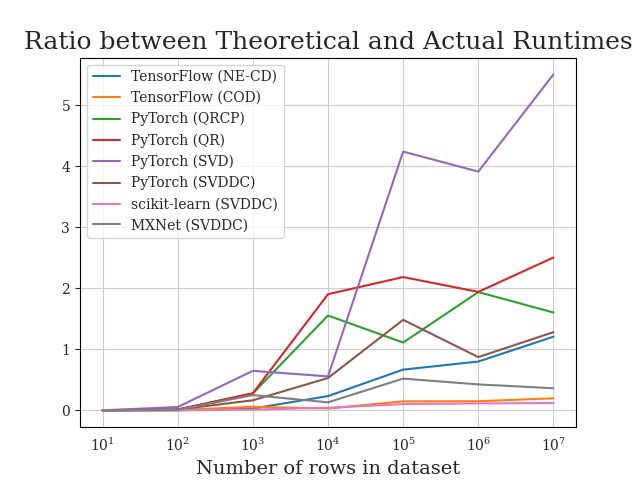 Ratio between Theoretical and Actual Runtimes
TensorFlow (NE-CD)
TensorFlow (COD)
PyTorch (QRCP)
PyTorch (QR)
PyTorch (SVD)
PyTorch (SVDDC)
scikit-learn (SVDDC)
MXNet (SVDDC)
5
4
3
2
1
0
10¹ 10² 10³ 10⁴ 10⁵ 10⁶ 10⁷
Number of rows in dataset